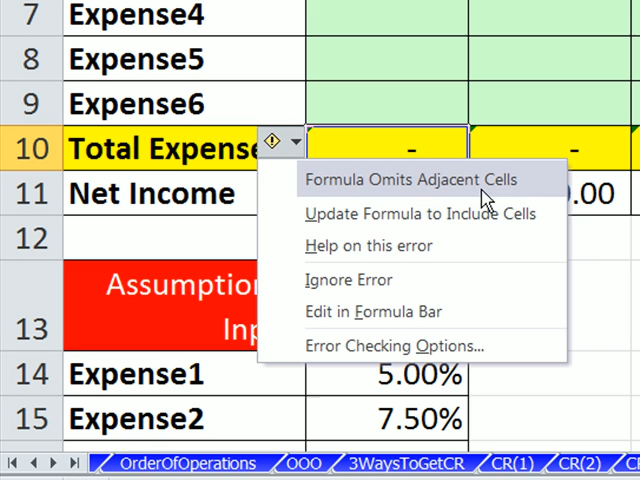 7 Expense4
8 Expense5
9 Expense6
10 Total Expense - -
Formula Omits Adjacent Cells
11 Net Income .00
Update Formula to Include Cells
12 Help on this error
Ignore Error
Assumption
Edit in Formula Bar
13 Inp
Error Checking Options...
14 Expense1 5.00%
15 Expense2 7.50%
OrderOfOperations OOO 3WaysToGetCR CR(1) CR(2)